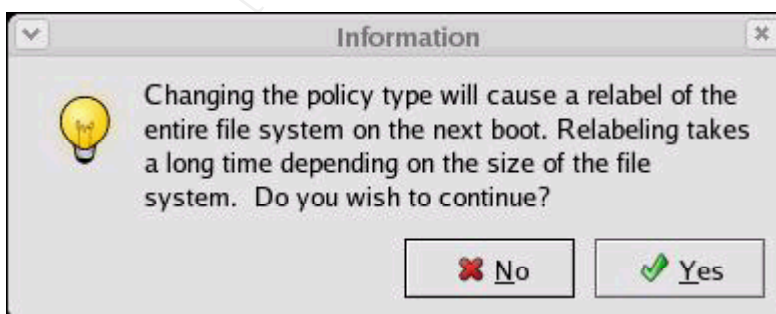 Information
Changing the policy type will cause a relabel of the
entire file system on the next boot. Relabeling takes
a long time depending on the size of the file
system.  Do you wish to continue?
No
Yes